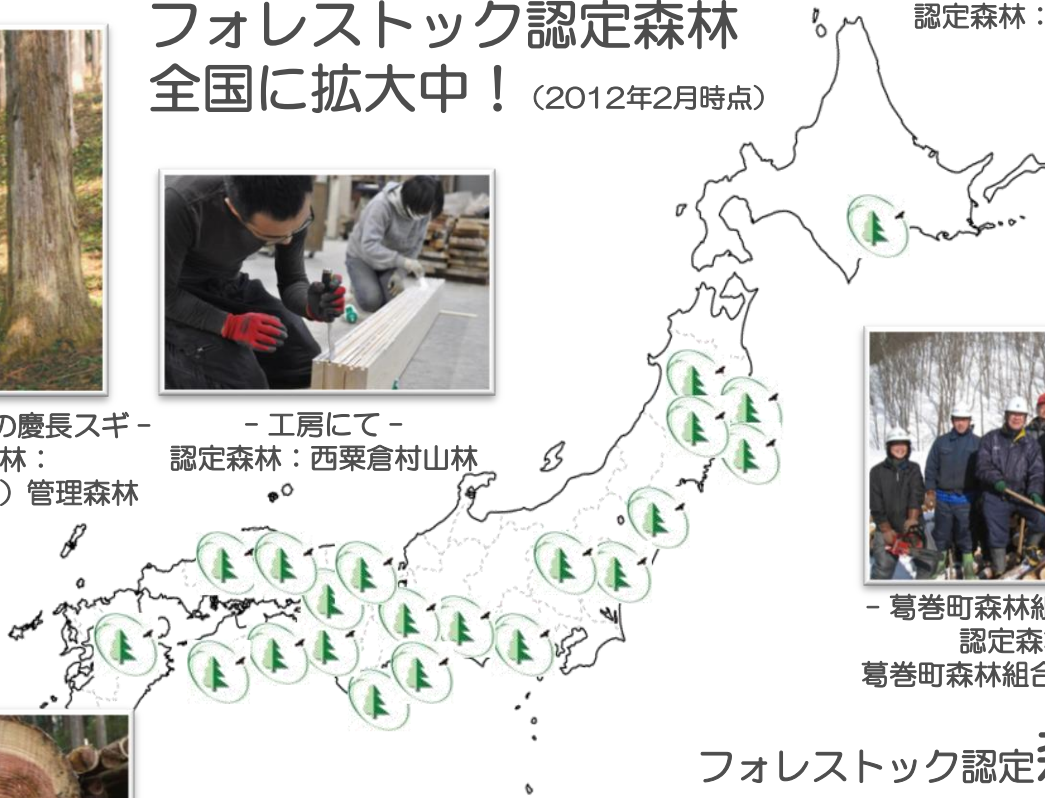 フォレストック認定森林
全国に拡大中！（2012年2月時点）
認定森林：
の慶長スギ −
林：
）管理森林
− 工房にて −
認定森林：西粟倉村山林
− 葛巻町森林組
認定森
葛巻町森林組合
フォレストック認定